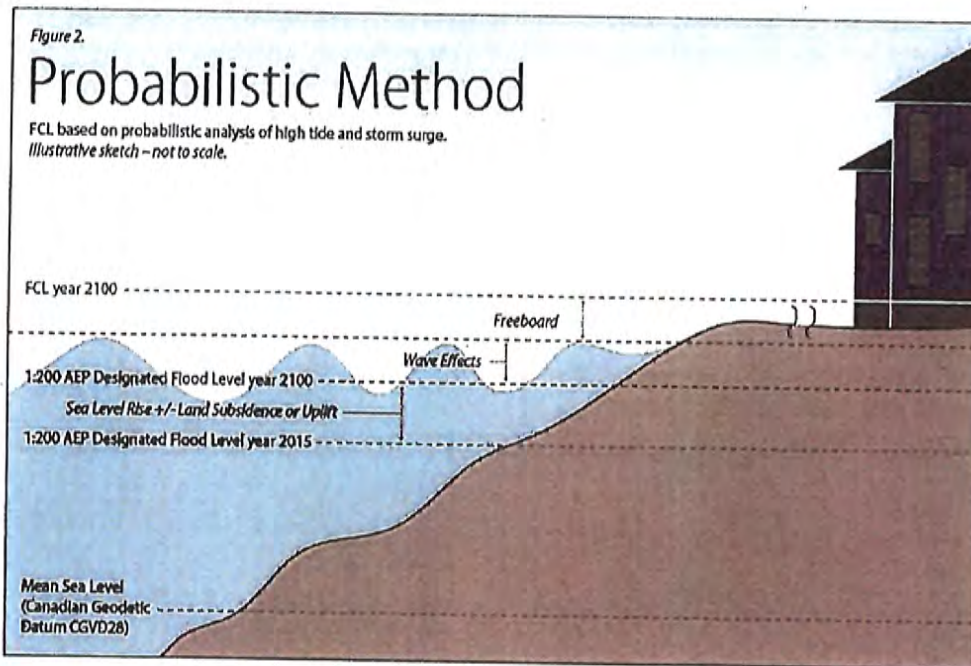 Figure 2.
Probabilistic Method
FCL based on probabilistic analysis of high tide and storm surge.
Illustrative sketch – not to scale.
FCL year 2100
Freeboard
Wave Effects
1:200 AEP Designated Flood Level year 2100
Sea Level Rise +/- Land Subsidence or Uplift
1:200 AEP Designated Flood Level year 2015
Mean Sea Level
(Canadian Geodetic
Datum CGVD28)